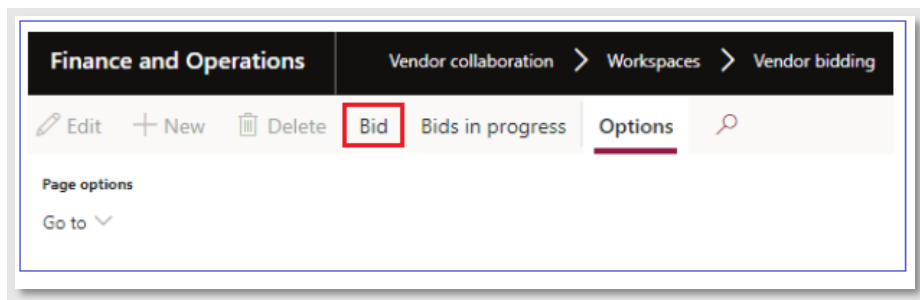 Finance and Operations Vendor collaboration > Workspaces > Vendor bidding
Edit + New Delete Bid Bids in progress Options
Page options
Go to